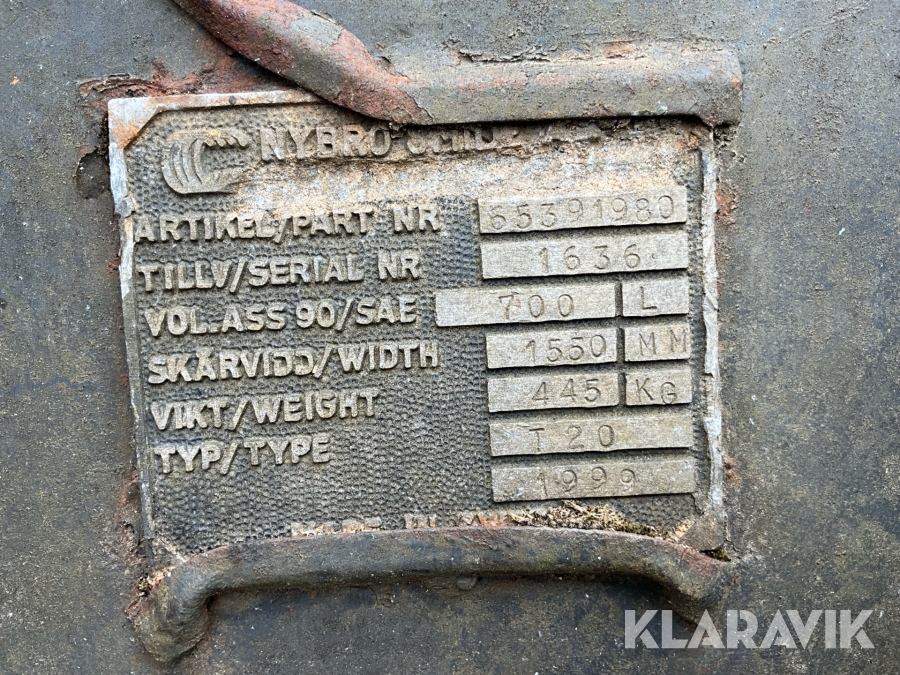 NYBRO
ARTIKEL/PART NR 65391980
TILLV/SERIAL NR 1636
VOL.ASS 90/SAE 700 L
SKÄRVIDD/WIDTH 1550 MM
VIKT/WEIGHT 445 KG
TYP/TYPE T20
1999
KLARAVIK